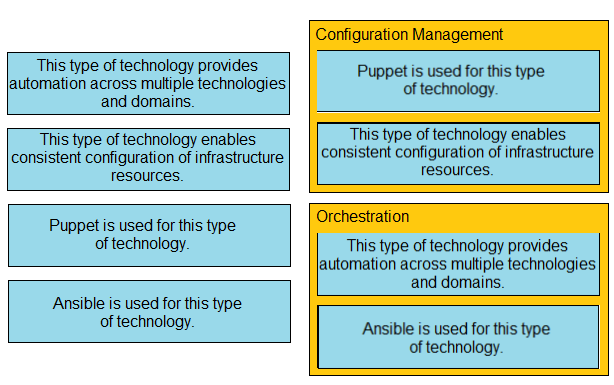 This type of technology provides
automation across multiple technologies
and domains.
This type of technology enables
consistent configuration of infrastructure
resources.
Puppet is used for this type
of technology.
Ansible is used for this type
of technology.
Configuration Management
Puppet is used for this type
of technology.
This type of technology enables
consistent configuration of infrastructure
resources.
Orchestration
This type of technology provides
automation across multiple technologies
and domains.
Ansible is used for this type
of technology.